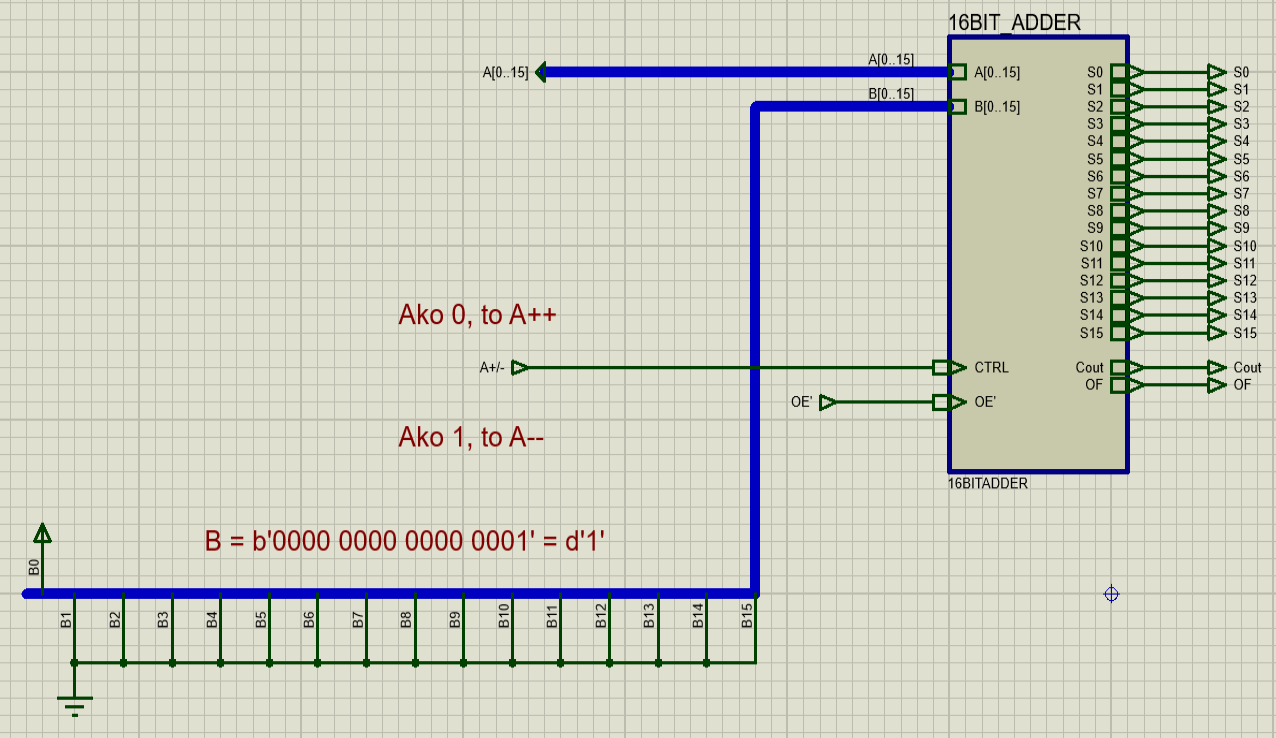 16BIT_ADDER
A[0..15]
A[0..15]
A[0..15]
B[0..15]
B[0..15]
S0
S1
S2
S3
S4
S5
S6
S7
S8
S9
S10
S11
S12
S13
S14
S15
S0
S1
S2
S3
S4
S5
S6
S7
S8
S9
S10
S11
S12
S13
S14
S15
Ako 0, to A++
A+/-
CTRL
Cout
Cout
OF
OF
OE'
OE'
Ako 1, to A--
16BITADDER
B = b'0000 0000 0000 0001' = d'1'
B0
B1
B2
B3
B4
B5
B6
B7
B8
B9
B10
B11
B12
B13
B14
B15